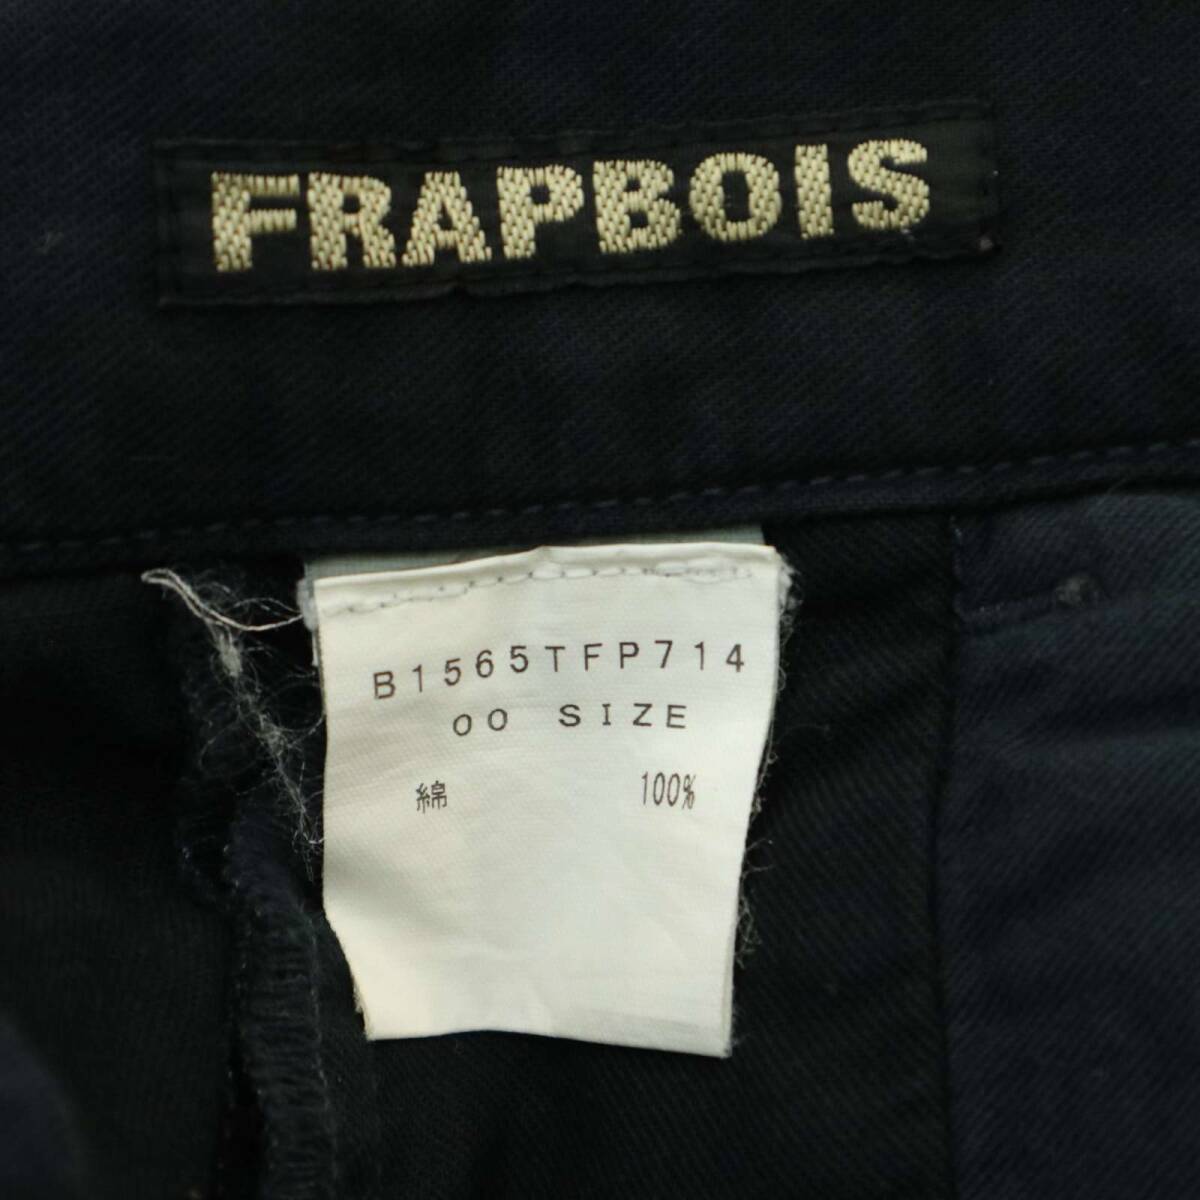 FRAPBOIS
B1565TFP714
00 SIZE
綿 100%